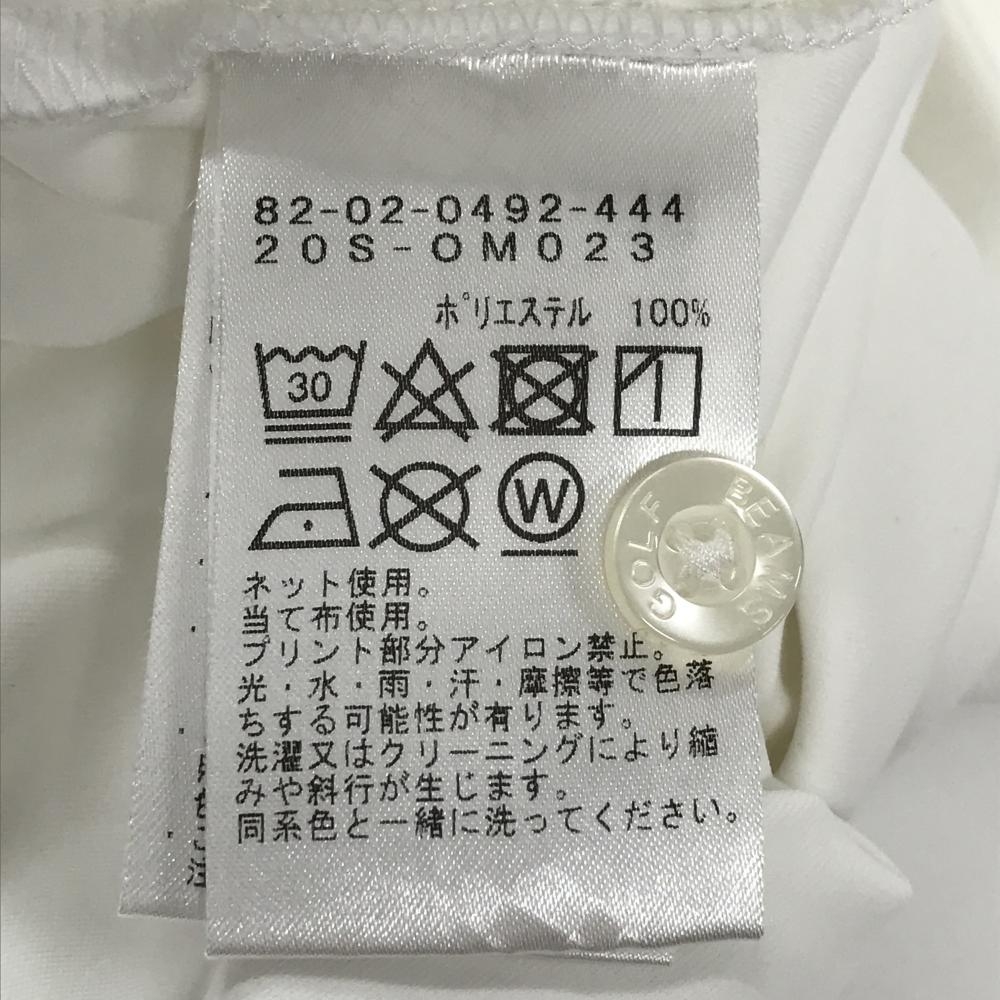 82-02-0492-444
20S-OM023
ポリエステル 100%
30
W
ネット使用。
当て布使用。
プリント部分アイロン禁止。
光・水・雨・汗・摩擦等で色落
ちする可能性が有ります。
洗濯又はクリーニングにより縮
みや斜行が生じます。
同系色と一緒に洗ってください。
BEAMS GOLF